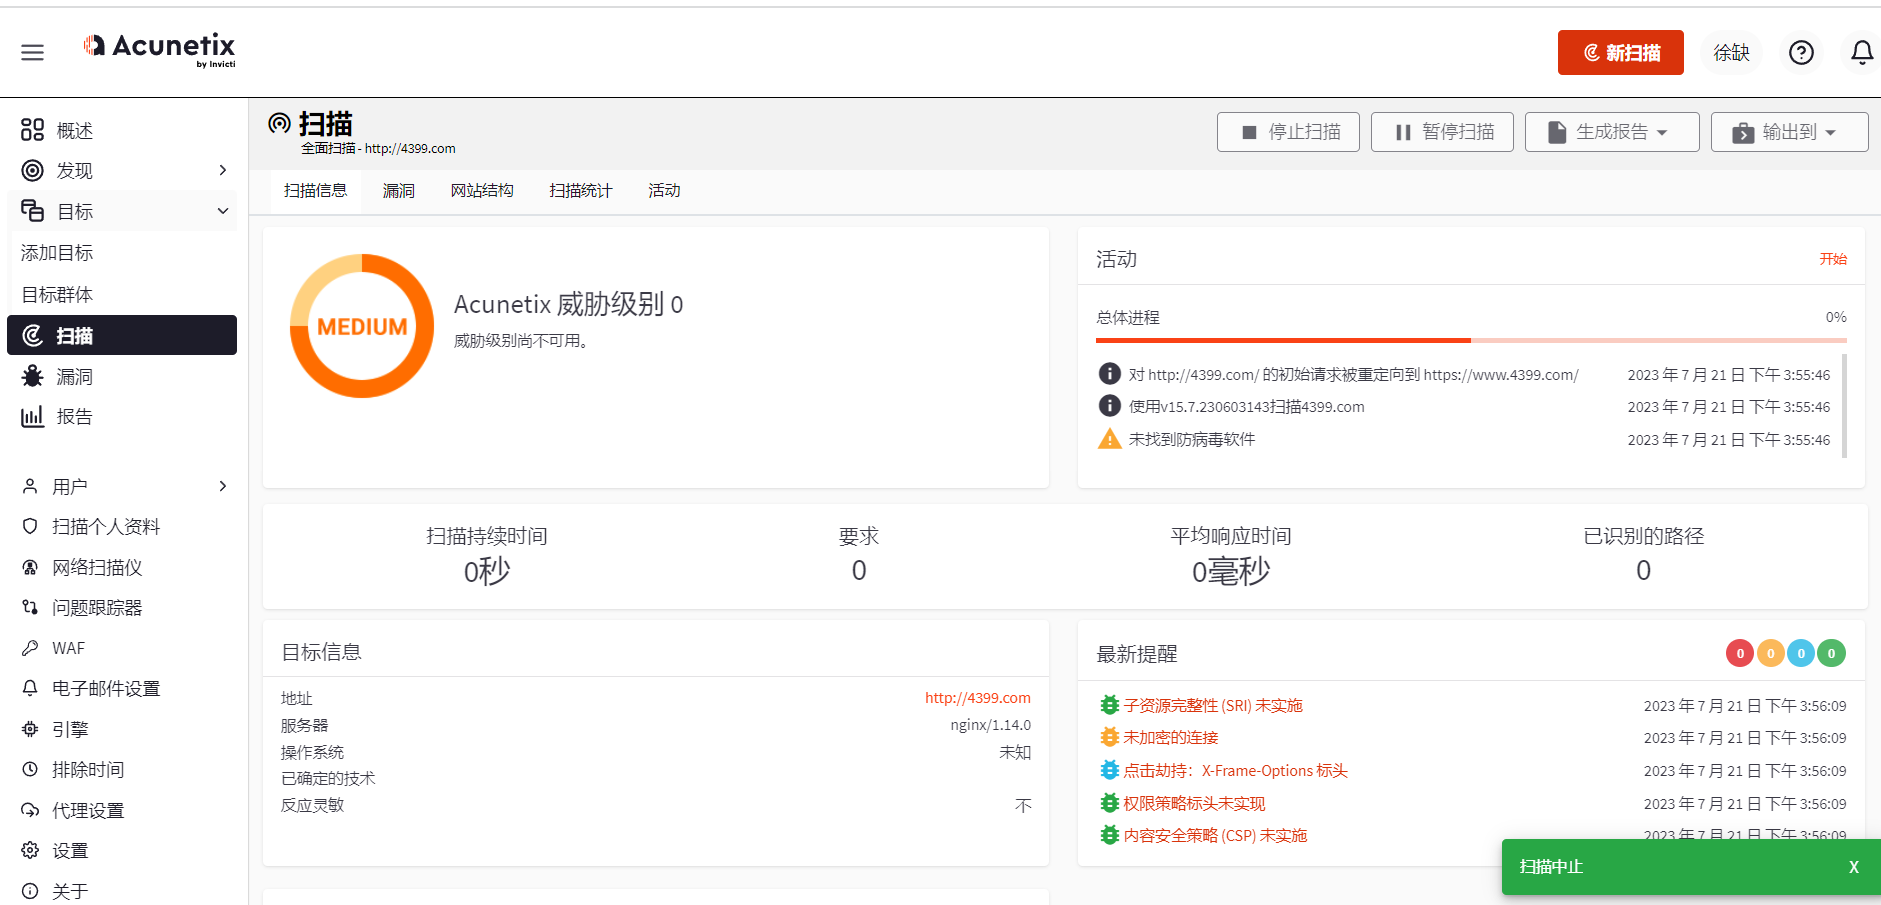 Acunetix
by Invicti
新扫描
徐缺
概述
发现
目标
添加目标
目标群体
扫描
漏洞
报告
用户
扫描个人资料
网络扫描仪
问题跟踪器
WAF
电子邮件设置
引擎
排除时间
代理设置
设置
关于
扫描
全面扫描 - http://4399.com
停止扫描
暂停扫描
生成报告
输出到
扫描信息 漏洞 网站结构 扫描统计 活动
MEDIUM
Acunetix 威胁级别 0
威胁级别尚不可用。
活动
开始
总体进程 0%
对 http://4399.com/ 的初始请求被重定向到 https://www.4399.com/ 2023 年 7 月 21 日 下午 3:55:46
使用v15.7.230603143扫描4399.com 2023 年 7 月 21 日 下午 3:55:46
未找到防病毒软件 2023 年 7 月 21 日 下午 3:55:46
扫描持续时间 要求 平均响应时间 已识别的路径
0秒 0 0毫秒 0
目标信息
地址 http://4399.com
服务器 nginx/1.14.0
操作系统 未知
已确定的技术
反应灵敏 不
最新提醒 0 0 0 0
子资源完整性 (SRI) 未实施 2023 年 7 月 21 日 下午 3:56:09
未加密的连接 2023 年 7 月 21 日 下午 3:56:09
点击劫持：X-Frame-Options 标头 2023 年 7 月 21 日 下午 3:56:09
权限策略标头未实现 2023 年 7 月 21 日 下午 3:56:09
内容安全策略 (CSP) 未实施 2023 年 7 月 21 日 下午 3:56:09
扫描中止 X